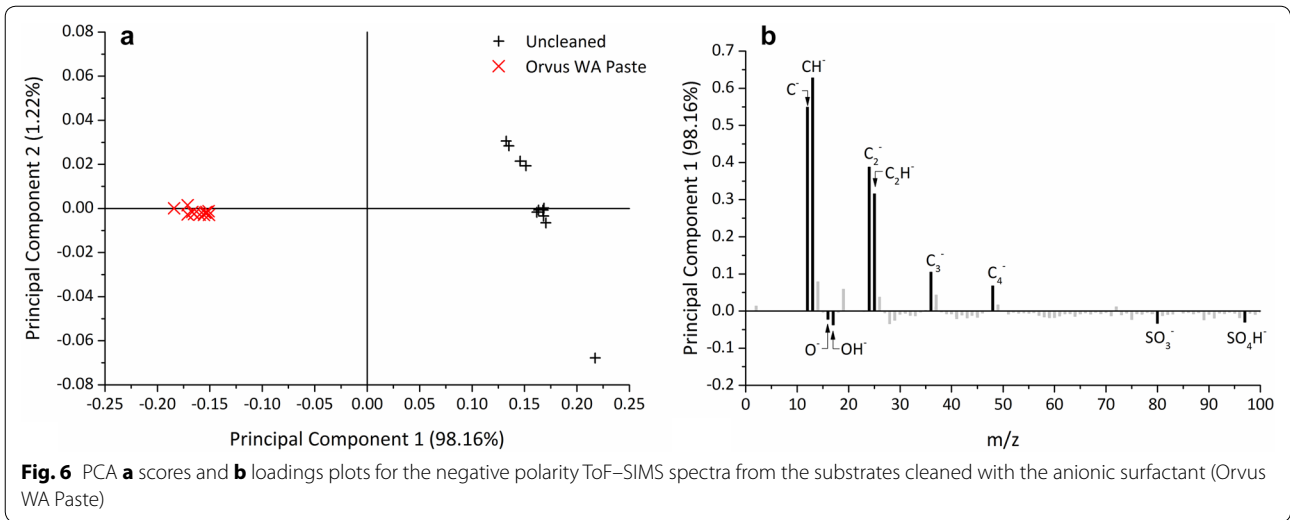 a
Uncleaned
Orvus WA Paste
0.08
0.06
0.04
0.02
0.00
-0.02
-0.04
-0.06
-0.08
Principal Component 2 (1.22%)
-0.25 -0.20 -0.15 -0.10 -0.05 0.00 0.05 0.10 0.15 0.20 0.25
Principal Component 1 (98.16%)
b
0.7
0.6
0.5
0.4
0.3
0.2
0.1
0.0
-0.1
-0.2
Principal Component 1 (98.16%)
CH⁻
C⁻
C₂⁻
C₂H⁻
C₃⁻
C₄⁻
O⁻ OH⁻
SO₃⁻ SO₄H⁻
0 10 20 30 40 50 60 70 80 90 100
m/z
Fig. 6 PCA a scores and b loadings plots for the negative polarity ToF–SIMS spectra from the substrates cleaned with the anionic surfactant (Orvus
WA Paste)